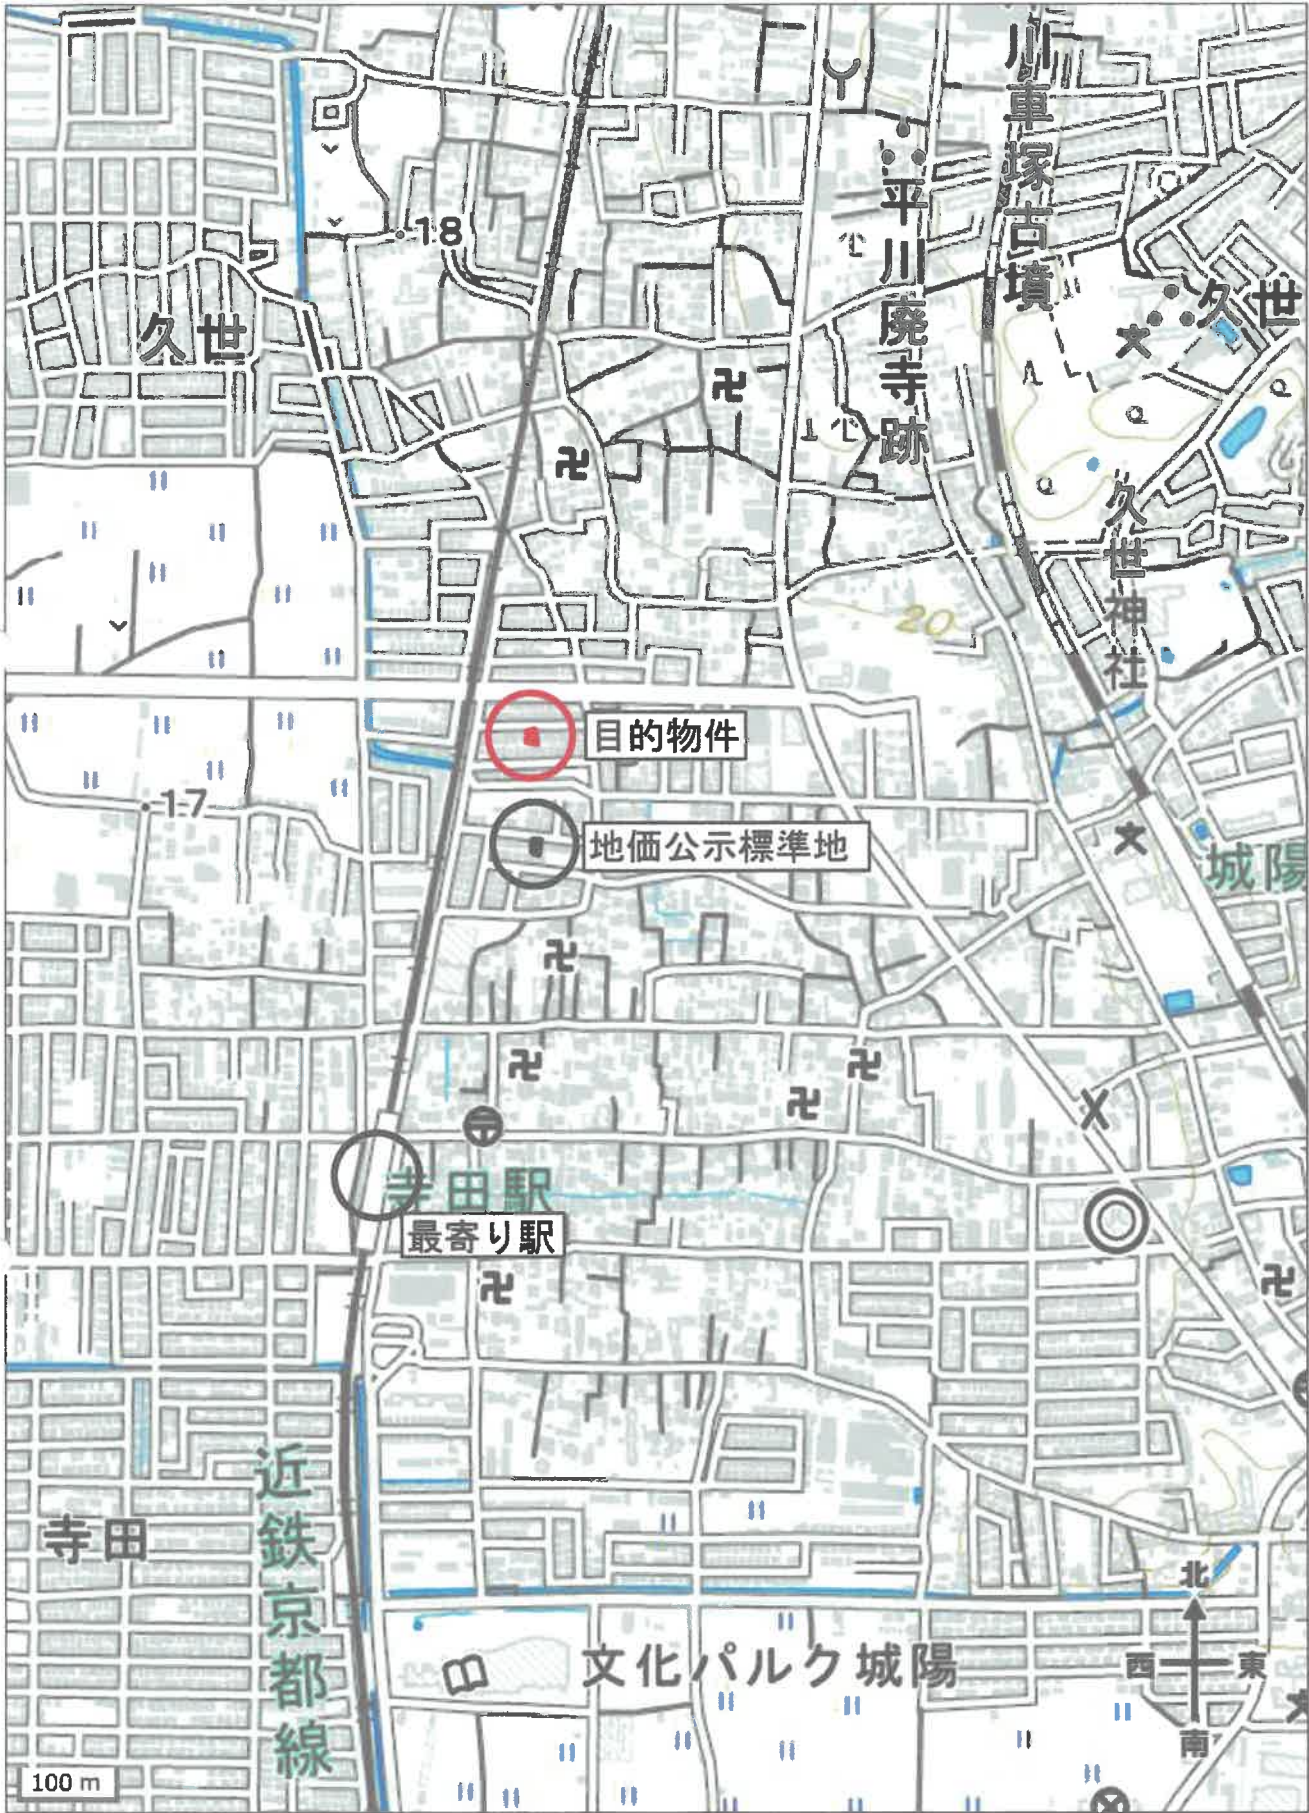 車塚古墳
平川廃寺跡
18
久世
久世
久世神社
20
目的物件
17
地価公示標準地
城陽
寺田駅
最寄り駅
近鉄京都線
寺田
文化パルク城陽
北
西 東
南
100 m